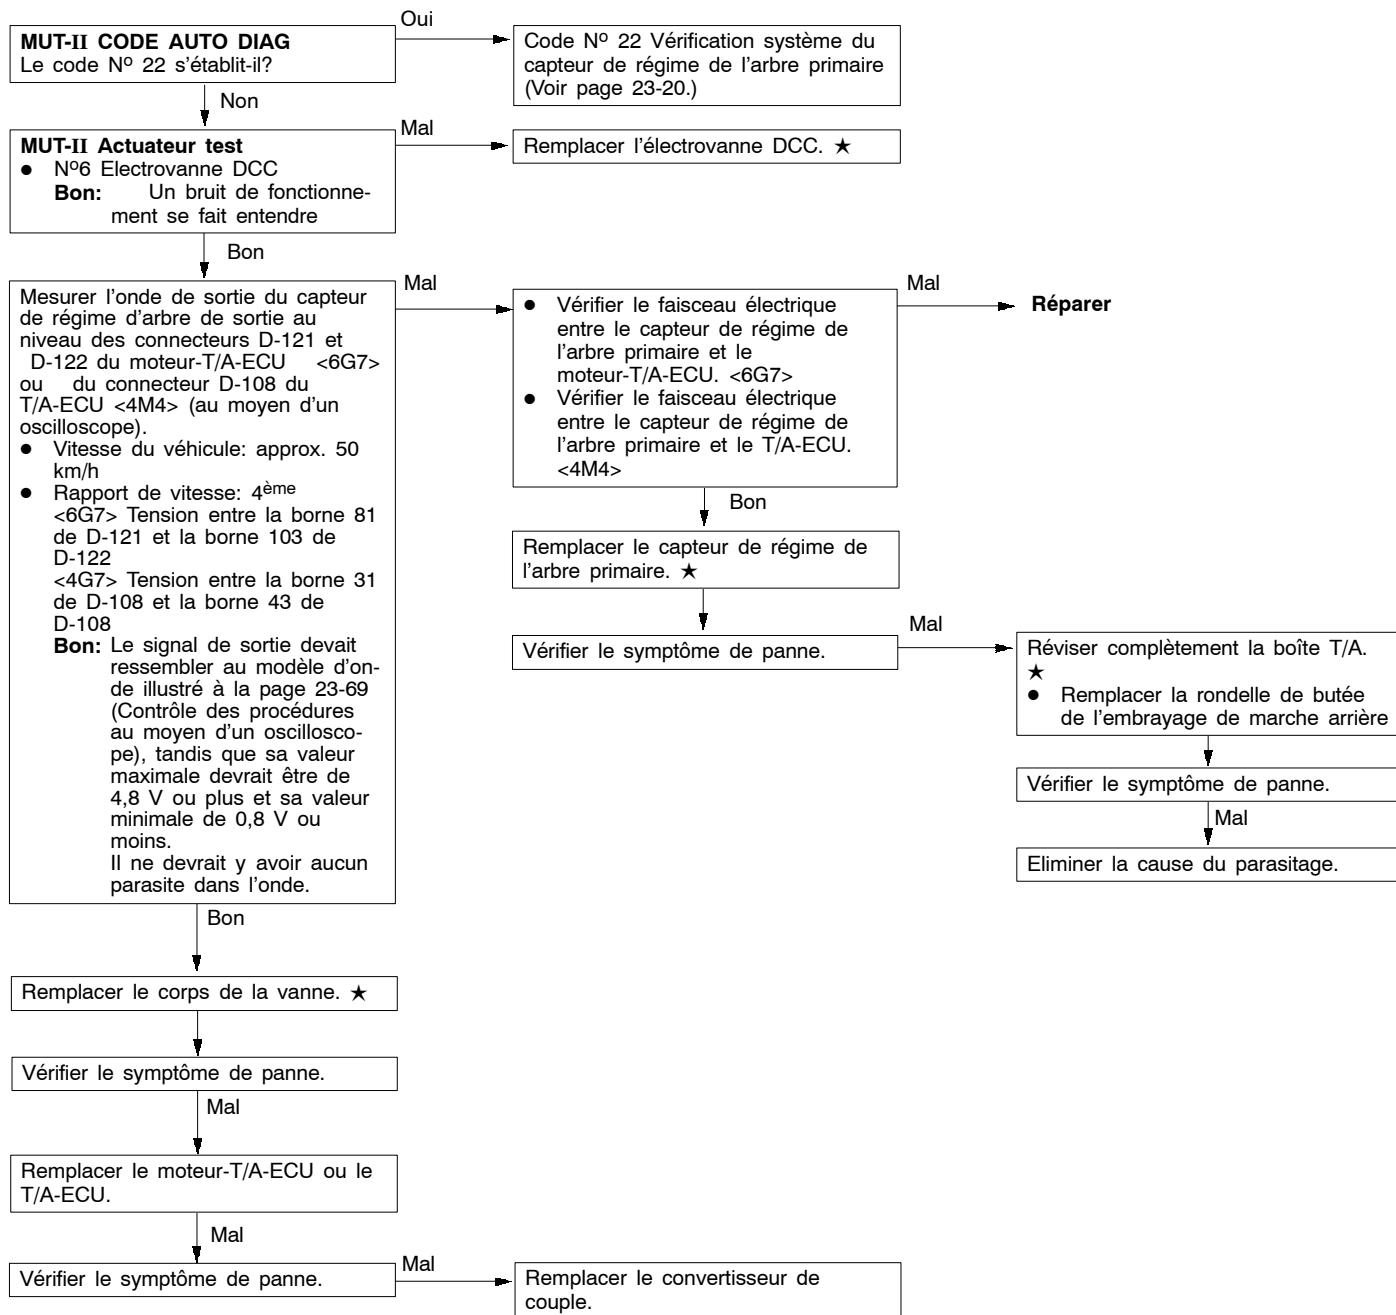 MUT-II CODE AUTO DIAG
Le code Nº 22 s'établit-il?
Oui
Code Nº 22 Vérification système du
capteur de régime de l'arbre primaire
(Voir page 23-20.)
Non
MUT-II Actuateur test
● Nº6 Electrovanne DCC
Bon: Un bruit de fonctionne-
ment se fait entendre
Mal
Remplacer l'électrovanne DCC. ★
Bon
Mesurer l'onde de sortie du capteur
de régime d'arbre de sortie au
niveau des connecteurs D-121 et
D-122 du moteur-T/A-ECU <6G7>
ou du connecteur D-108 du
T/A-ECU <4M4> (au moyen d'un
oscilloscope).
● Vitesse du véhicule: approx. 50
km/h
● Rapport de vitesse: 4ème
<6G7> Tension entre la borne 81
de D-121 et la borne 103 de
D-122
<4G7> Tension entre la borne 31
de D-108 et la borne 43 de
D-108
Bon: Le signal de sortie devait
ressembler au modèle d'on-
de illustré à la page 23-69
(Contrôle des procédures
au moyen d'un oscillosco-
pe), tandis que sa valeur
maximale devrait être de
4,8 V ou plus et sa valeur
minimale de 0,8 V ou
moins.
Il ne devrait y avoir aucun
parasite dans l'onde.
Mal
● Vérifier le faisceau électrique
entre le capteur de régime de
l'arbre primaire et le
moteur-T/A-ECU. <6G7>
● Vérifier le faisceau électrique
entre le capteur de régime de
l'arbre primaire et le T/A-ECU.
<4M4>
Mal
Réparer
Bon
Remplacer le capteur de régime de
l'arbre primaire. ★
Vérifier le symptôme de panne.
Mal
Réviser complètement la boîte T/A.
★
● Remplacer la rondelle de butée
de l'embrayage de marche arrière
Vérifier le symptôme de panne.
Mal
Eliminer la cause du parasitage.
Bon
Remplacer le corps de la vanne. ★
Vérifier le symptôme de panne.
Mal
Remplacer le moteur-T/A-ECU ou le
T/A-ECU.
Mal
Vérifier le symptôme de panne.
Mal
Remplacer le convertisseur de
couple.